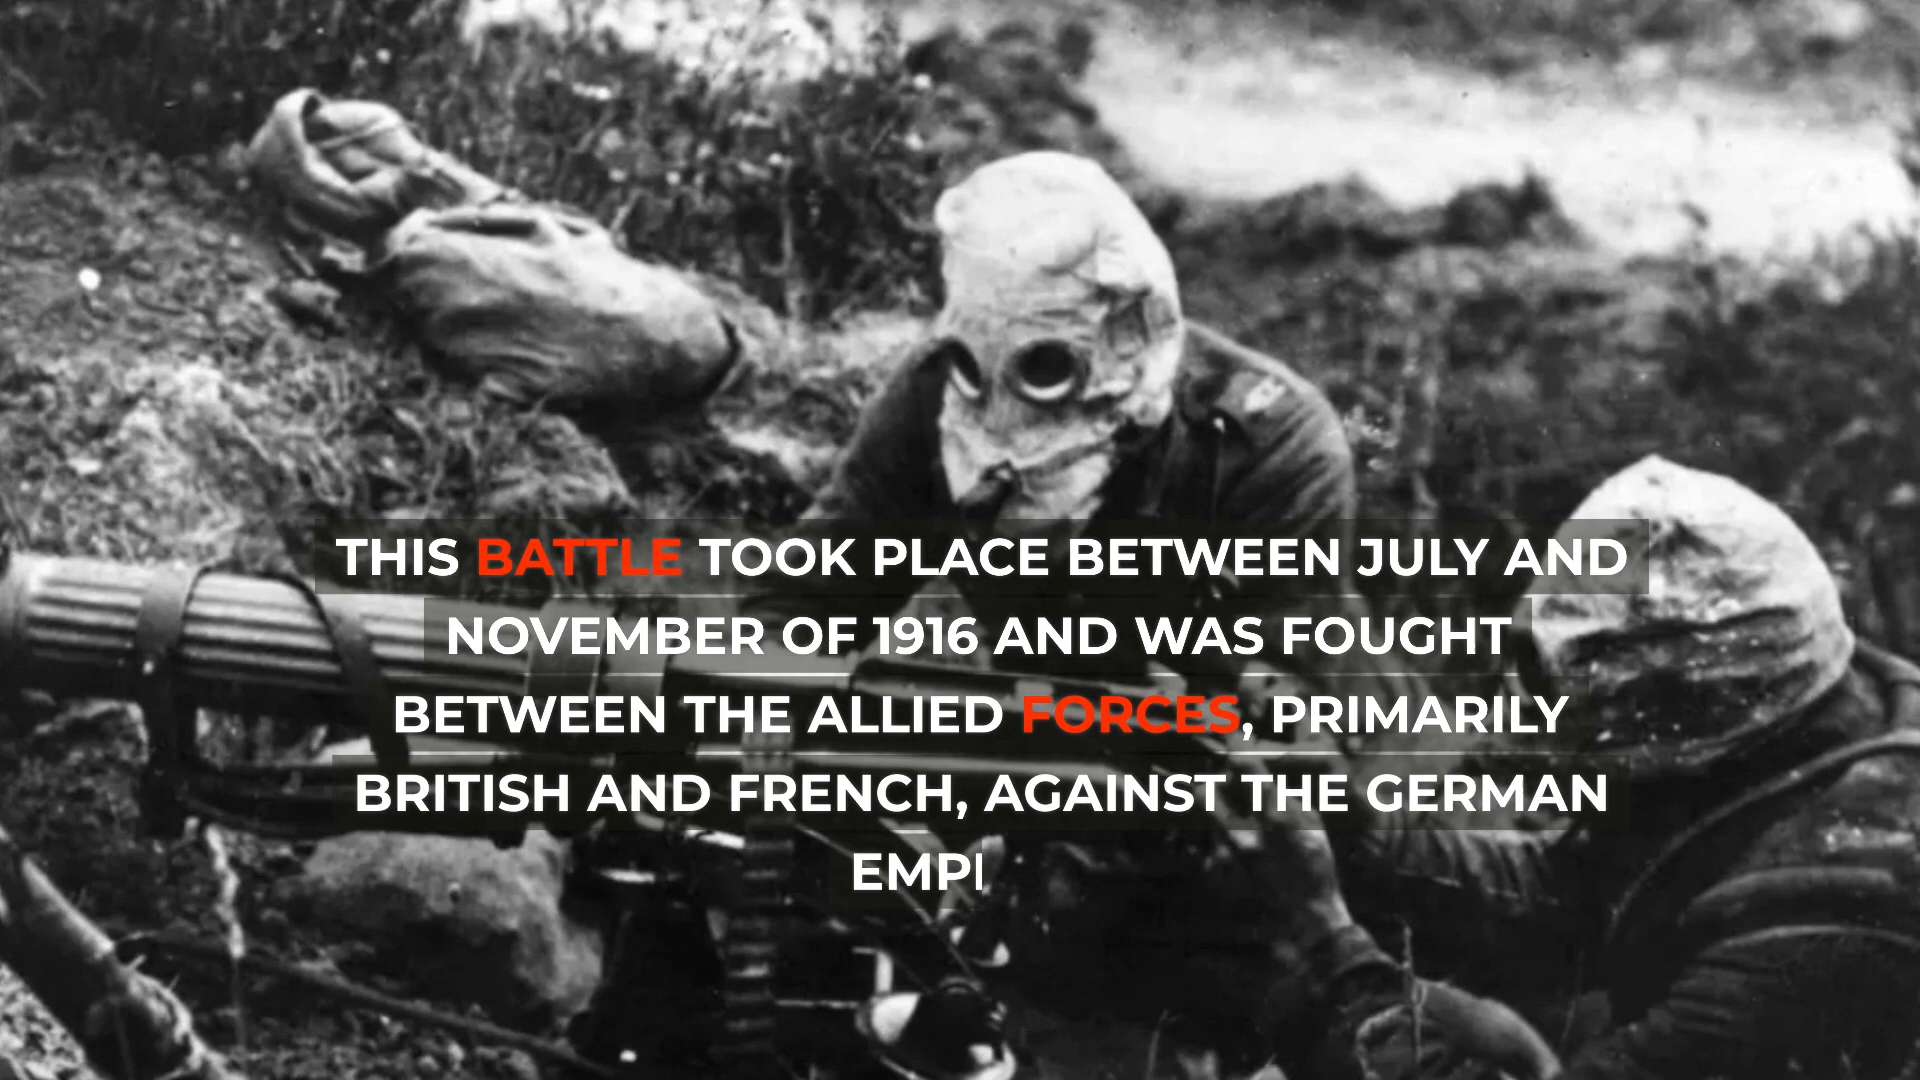 THIS BATTLE TOOK PLACE BETWEEN JULY AND
NOVEMBER OF 1916 AND WAS FOUGHT
BETWEEN THE ALLIED FORCES, PRIMARILY
BRITISH AND FRENCH, AGAINST THE GERMAN
EMPI